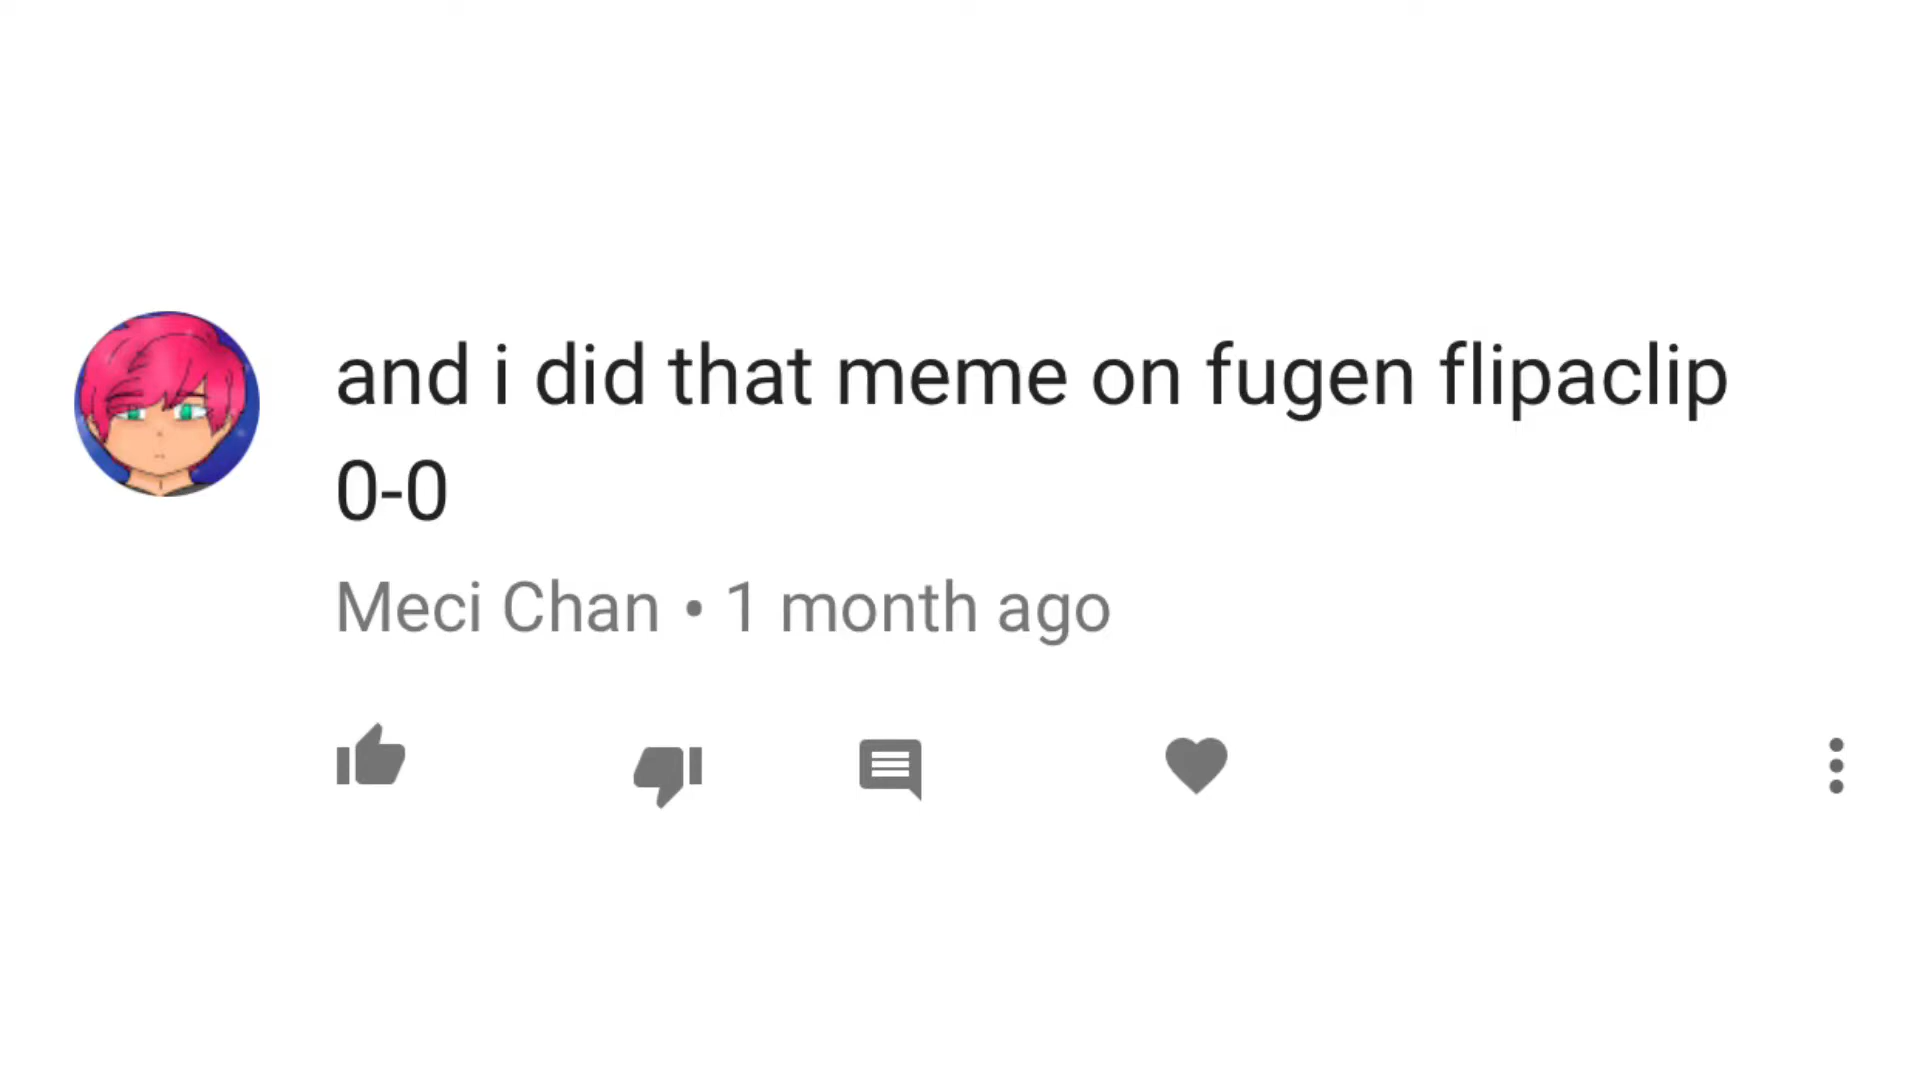 and i did that meme on fugen flipaclip
0-0
Meci Chan • 1 month ago